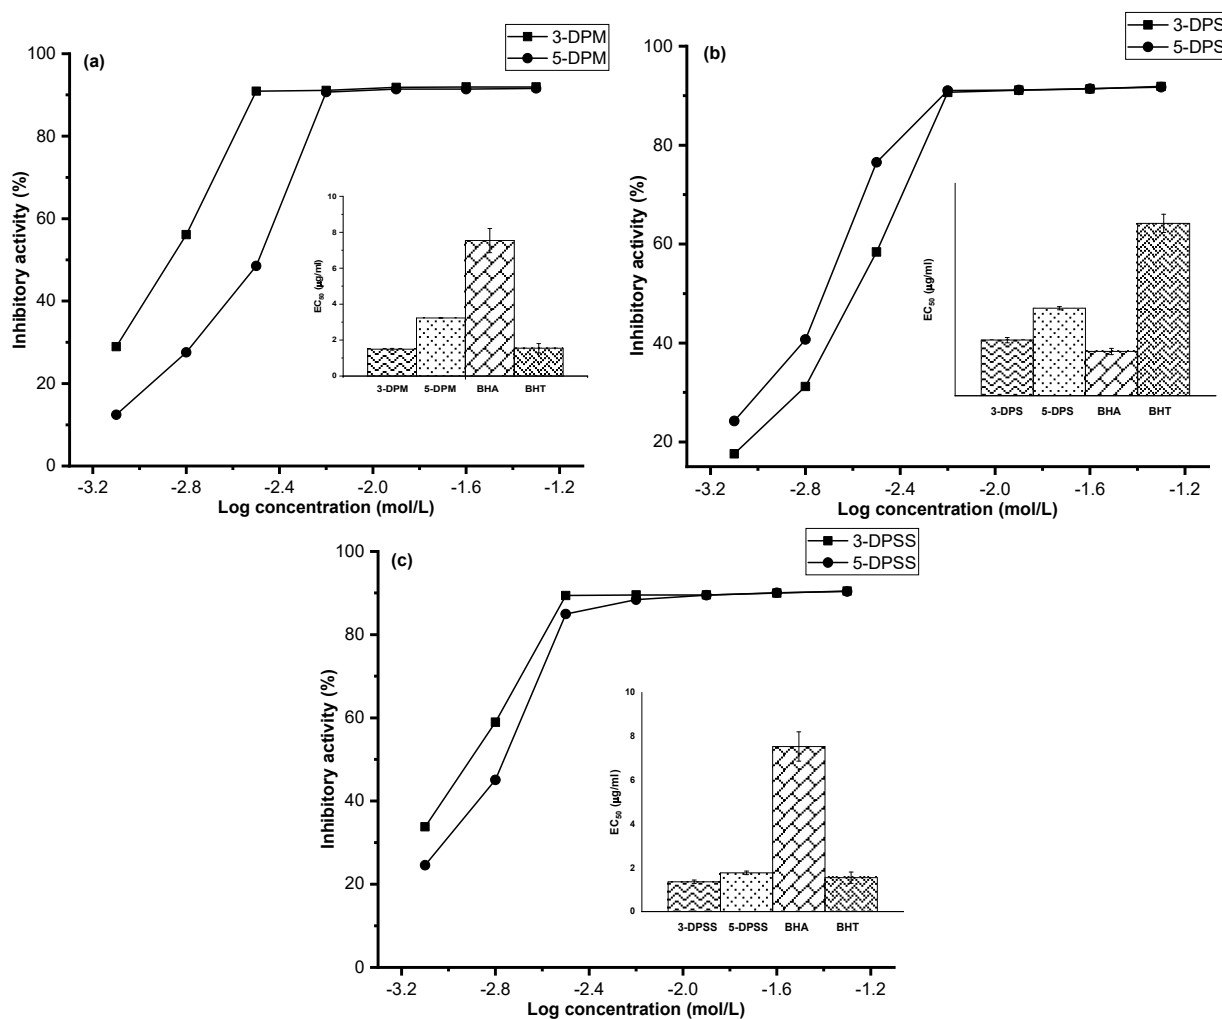 3-DPM
5-DPM
(a)
100
80
60
40
20
0
Inhibitory activity (%)
-3.2 -2.8 -2.4 -2.0 -1.6 -1.2
Log concentration (mol/L)
10
8
6
4
2
0
EC50 (µg/ml)
3-DPM 5-DPM BHA BHT
3-DPS
5-DPS
(b)
100
80
60
40
20
Inhibitory activity (%)
-3.2 -2.8 -2.4 -2.0 -1.6 -1.2
Log concentration (mol/L)
EC50 (µg/ml)
3-DPS 5-DPS BHA BHT
3-DPSS
5-DPSS
(c)
100
80
60
40
20
0
Inhibitory activity (%)
-3.2 -2.8 -2.4 -2.0 -1.6 -1.2
Log concentration (mol/L)
10
8
6
4
2
0
EC50 (µg/ml)
3-DPSS 5-DPSS BHA BHT